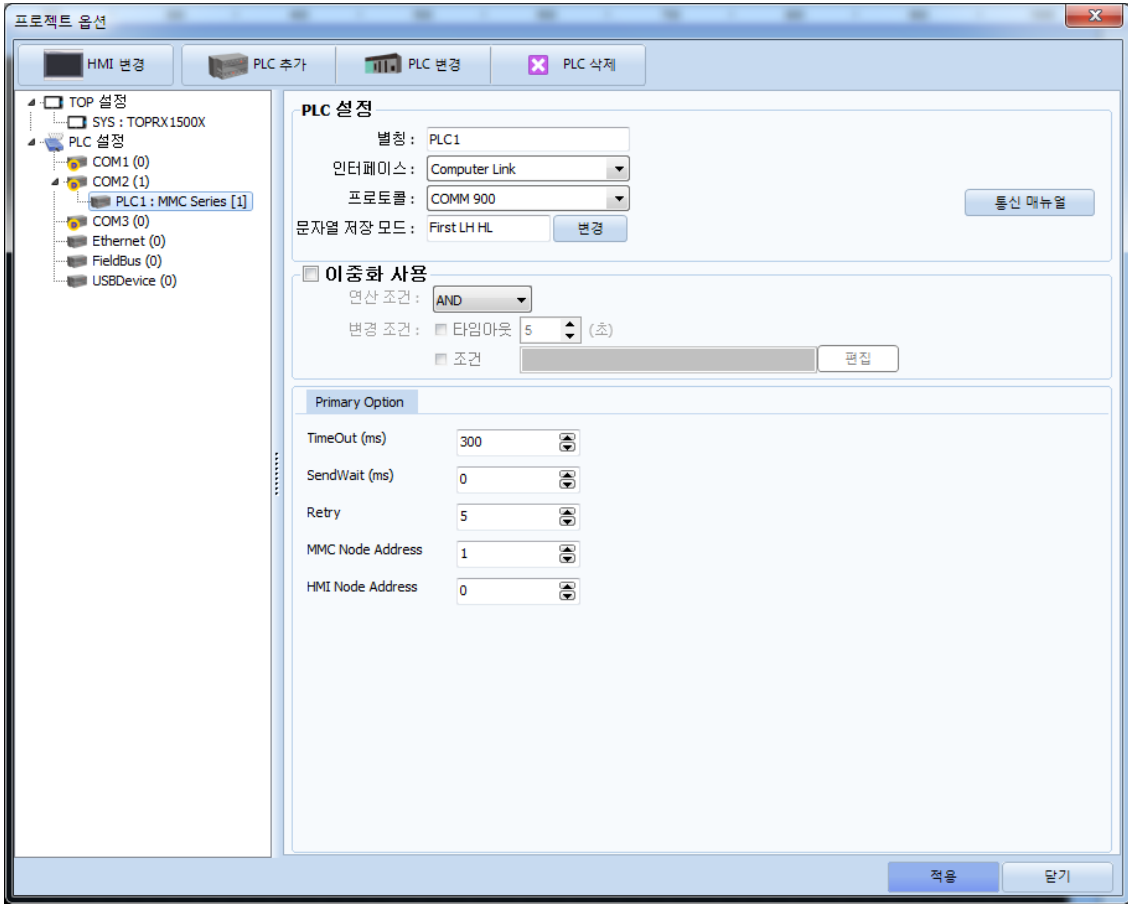 프로젝트 옵션
HMI 변경
PLC 추가
PLC 변경
PLC 삭제
TOP 설정
SYS : TOPRX1500X
PLC 설정
COM1 (0)
COM2 (1)
PLC1 : MMC Series [1]
COM3 (0)
Ethernet (0)
FieldBus (0)
USBDevice (0)
PLC 설정
별칭 : PLC1
인터페이스 : Computer Link
프로토콜 : COMM 900
통신 매뉴얼
문자열 저장 모드 : First LH HL 변경
이중화 사용
연산 조건 : AND
변경 조건 : 타임아웃 5 (초)
조건 편집
Primary Option
TimeOut (ms) 300
SendWait (ms) 0
Retry 5
MMC Node Address 1
HMI Node Address 0
적용 닫기